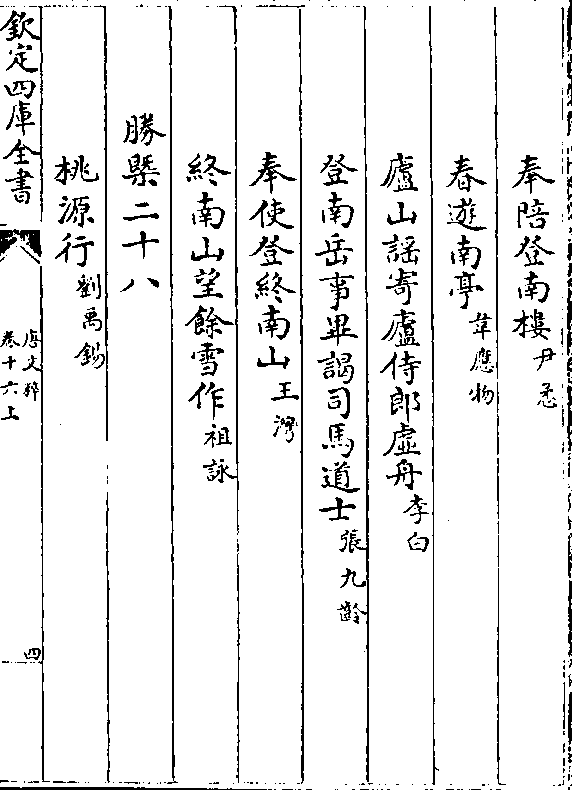 奉陪登南樓 尹㦤
春遊南亭 韋應物
廬山謡寄廬侍郎虛舟 李白
登南岳事畢謁司馬道士 張九齡
奉使登終南山 王灣
終南山望餘雪作 祖詠
勝槩二十八
桃源行 劉禹錫
欽定四庫全書
唐文粹
卷十六上
四